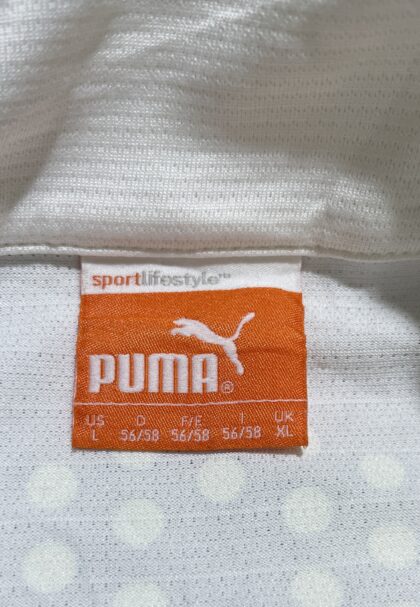 sportlifestyle™
PUMA®
US D F/E I UK
L 56/58 56/58 56/58 XL